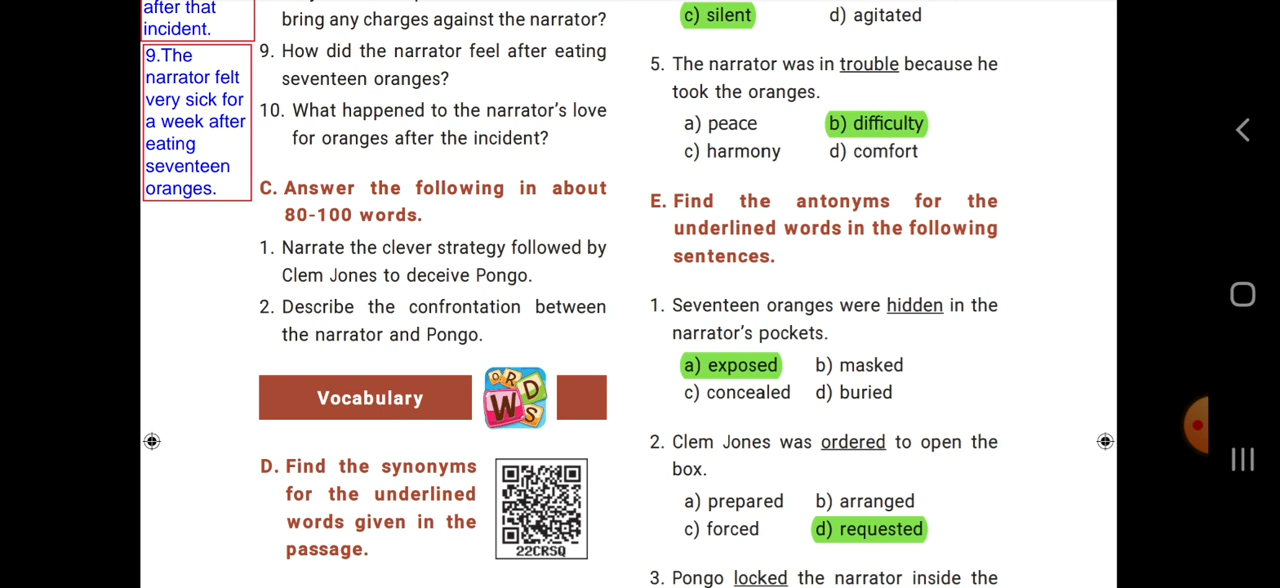 after that
incident.
9.The
narrator felt
very sick for
a week after
eating
seventeen
oranges.
bring any charges against the narrator?
9. How did the narrator feel after eating
seventeen oranges?
10. What happened to the narrator's love
for oranges after the incident?
C. Answer the following in about
80-100 words.
1. Narrate the clever strategy followed by
Clem Jones to deceive Pongo.
2. Describe the confrontation between
the narrator and Pongo.
Vocabulary
O R D
W S
D. Find the synonyms
for the underlined
words given in the
passage.
22CRSQ
c) silent d) agitated
5. The narrator was in trouble because he
took the oranges.
a) peace b) difficulty
c) harmony d) comfort
E. Find the antonyms for the
underlined words in the following
sentences.
1. Seventeen oranges were hidden in the
narrator's pockets.
a) exposed b) masked
c) concealed d) buried
2. Clem Jones was ordered to open the
box.
a) prepared b) arranged
c) forced d) requested
3. Pongo locked the narrator inside the